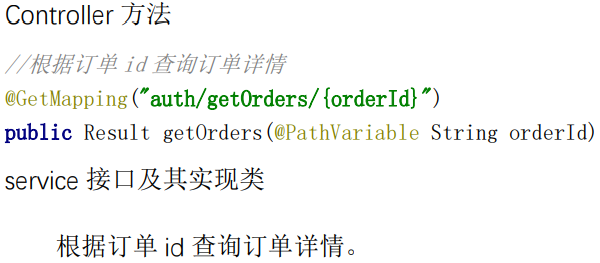 Controller 方法
//根据订单 id 查询订单详情
@GetMapping("auth/getOrders/{orderId}")
public Result getOrders(@PathVariable String orderId)
service 接口及其实现类
根据订单 id 查询订单详情。